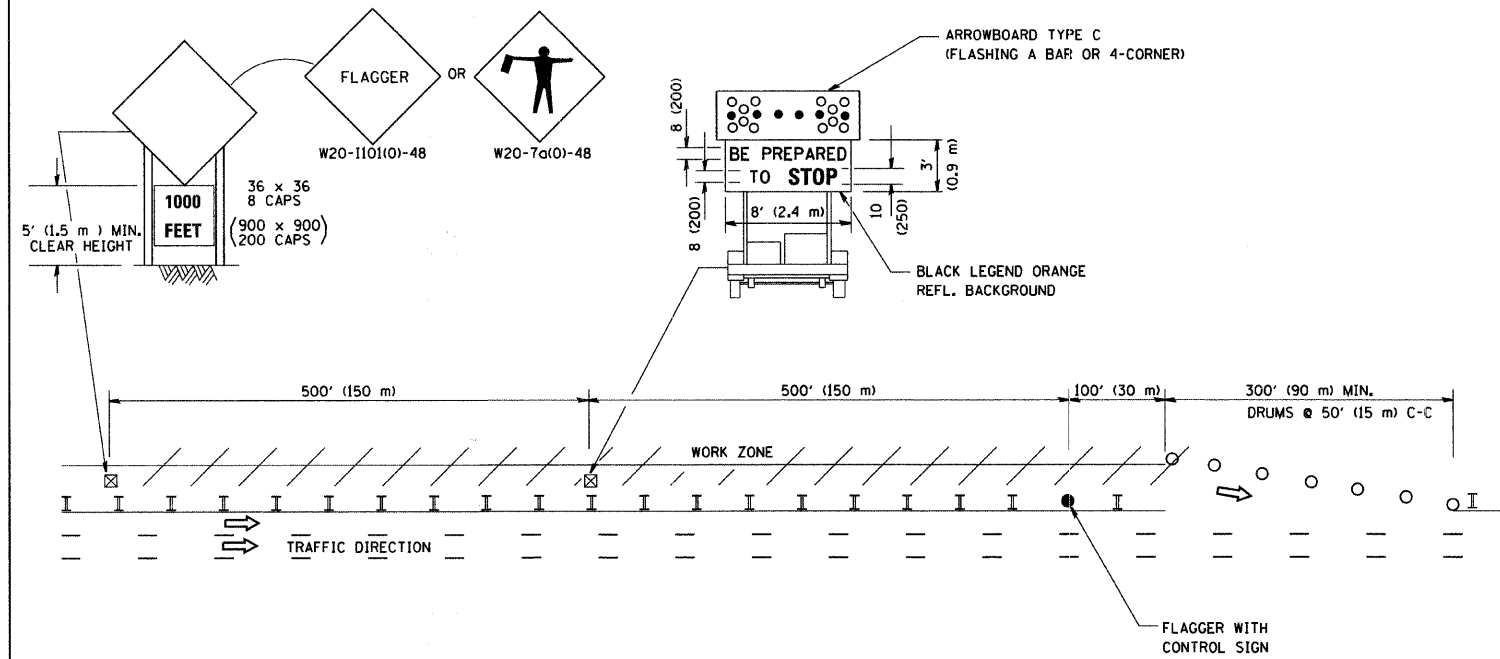 ARROWBOARD TYPE C
(FLASHING A BAR OR 4-CORNER)
FLAGGER
OR
W20-I101(O)-48
W20-7a(O)-48
8 (200)
BE PREPARED
TO STOP
3'
(0.9 m)
8 (200)
8' (2.4 m)
10
(250)
1000
FEET
36 x 36
8 CAPS
(900 x 900)
200 CAPS
5' (1.5 m ) MIN.
CLEAR HEIGHT
BLACK LEGEND ORANGE
REFL. BACKGROUND
500' (150 m)
500' (150 m)
100' (30 m)
300' (90 m) MIN.
DRUMS @ 50' (15 m) C-C
WORK ZONE
TRAFFIC DIRECTION
FLAGGER WITH
CONTROL SIGN